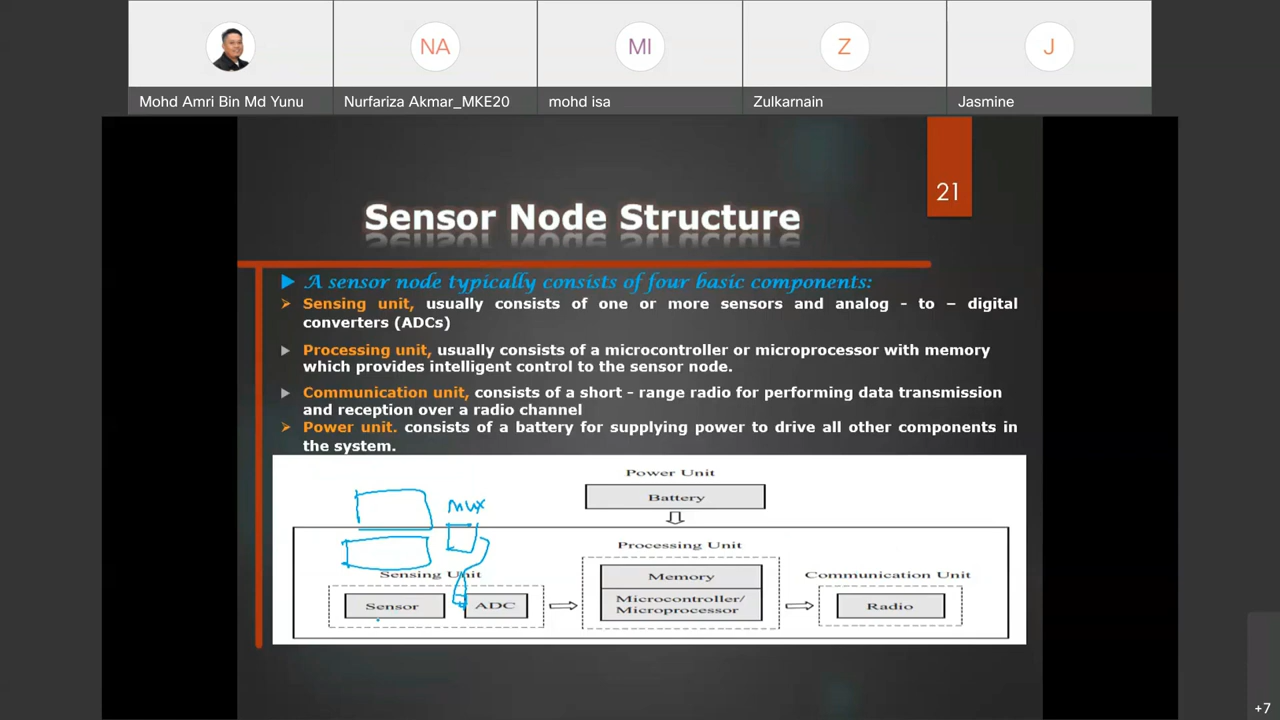 NA
MI
Z
J
Mohd Amri Bin Md Yunu
Nurfariza Akmar_MKE20
mohd isa
Zulkarnain
Jasmine
21
Sensor Node Structure
A sensor node typically consists of four basic components:
Sensing unit, usually consists of one or more sensors and analog - to – digital
converters (ADCs)
Processing unit, usually consists of a microcontroller or microprocessor with memory
which provides intelligent control to the sensor node.
Communication unit, consists of a short - range radio for performing data transmission
and reception over a radio channel
Power unit. consists of a battery for supplying power to drive all other components in
the system.
Power Unit
Battery
mux
Processing Unit
Sensing Unit
Memory
Communication Unit
Sensor
ADC
Microcontroller/
Microprocessor
Radio
+7